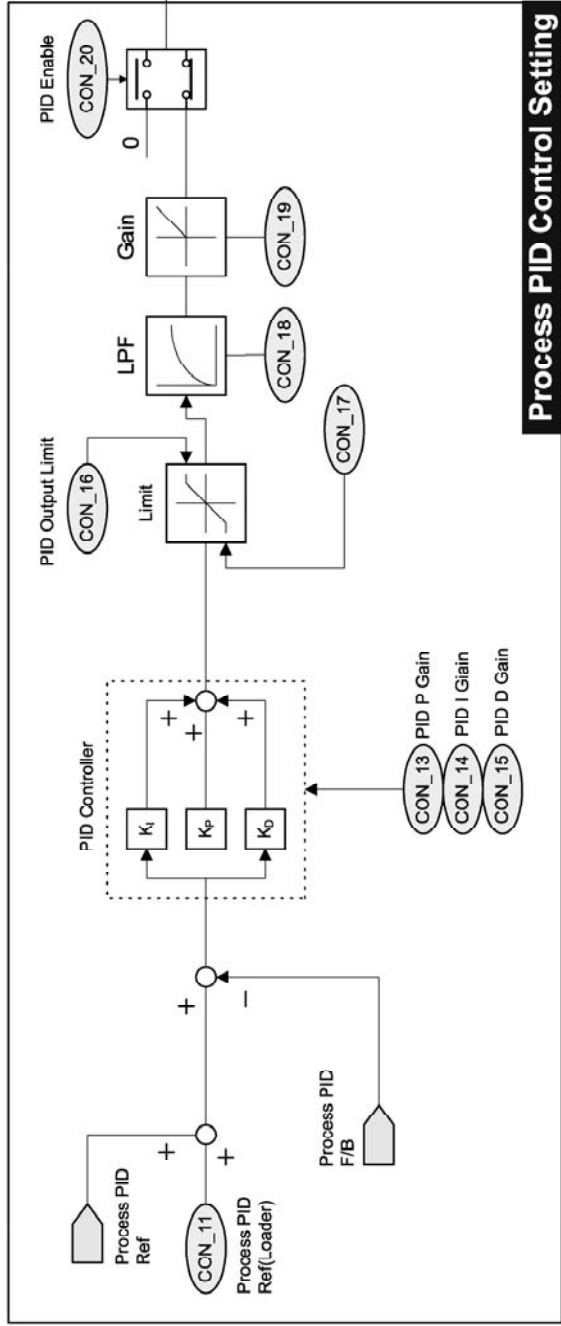 Process PID
Ref
+
+
CON_11
Process PID
Ref(Loader)
+
−
Process PID
F/B
PID Controller
KI
KP
KD
+
+
+
CON_13 PID P Gain
CON_14 PID I Giain
CON_15 PID D Gain
PID Output Limit
CON_16
Limit
CON_17
LPF
CON_18
Gain
CON_19
PID Enable
CON_20
0
Process PID Control Setting